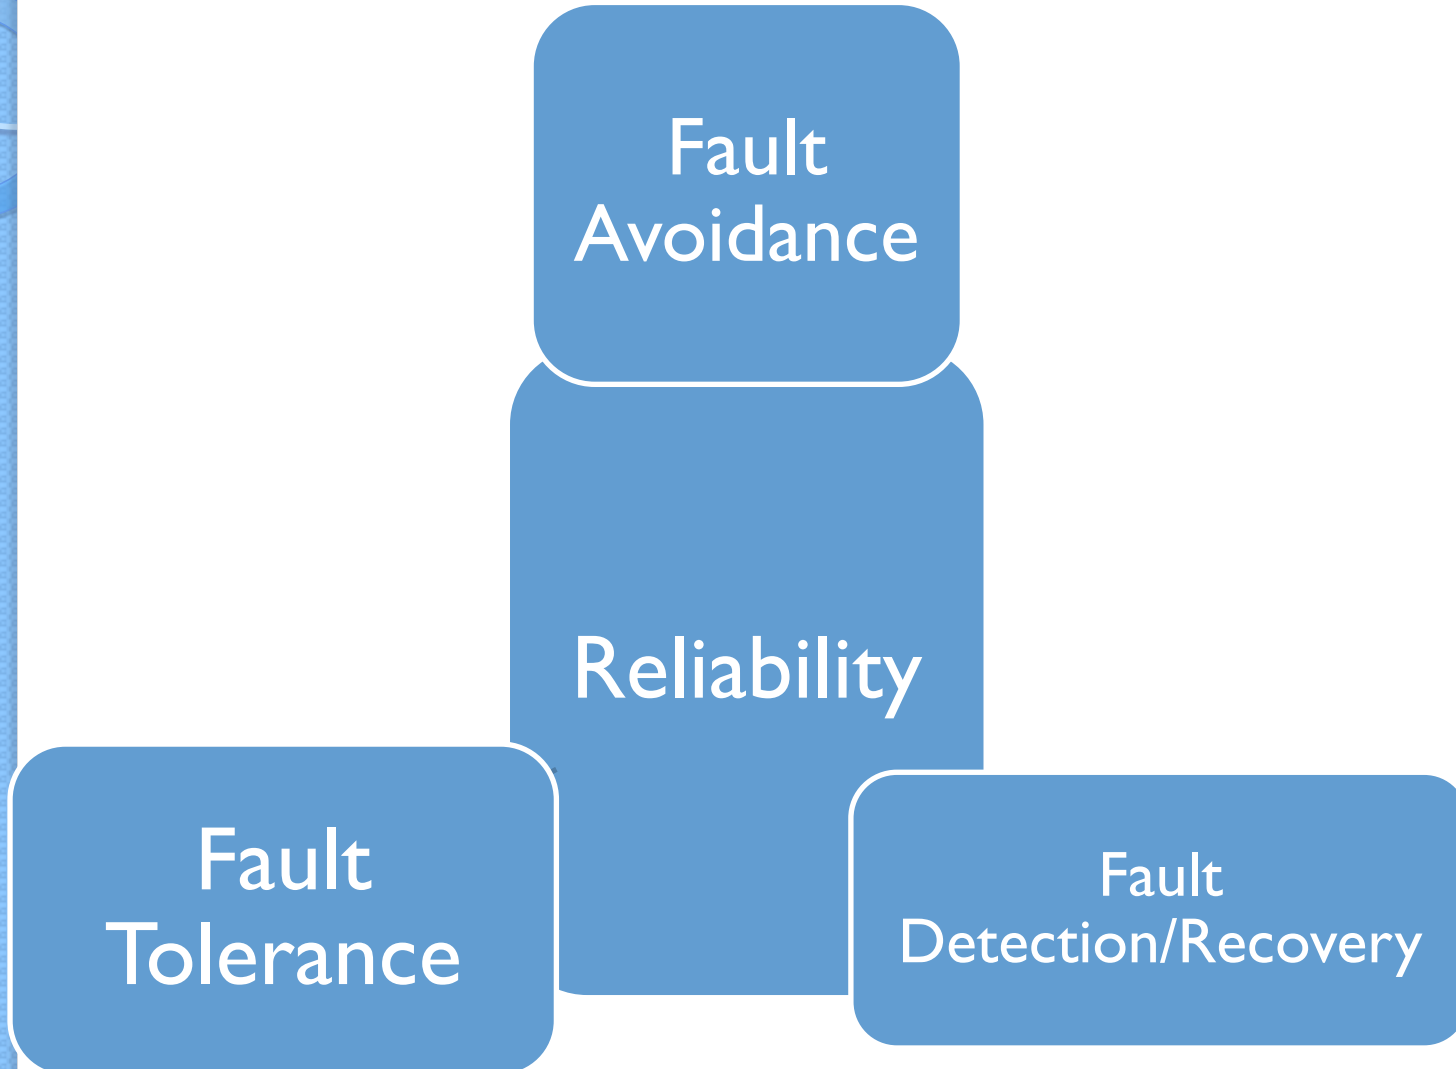 Fault
Avoidance
Reliability
Fault
Tolerance
Fault
Detection/Recovery